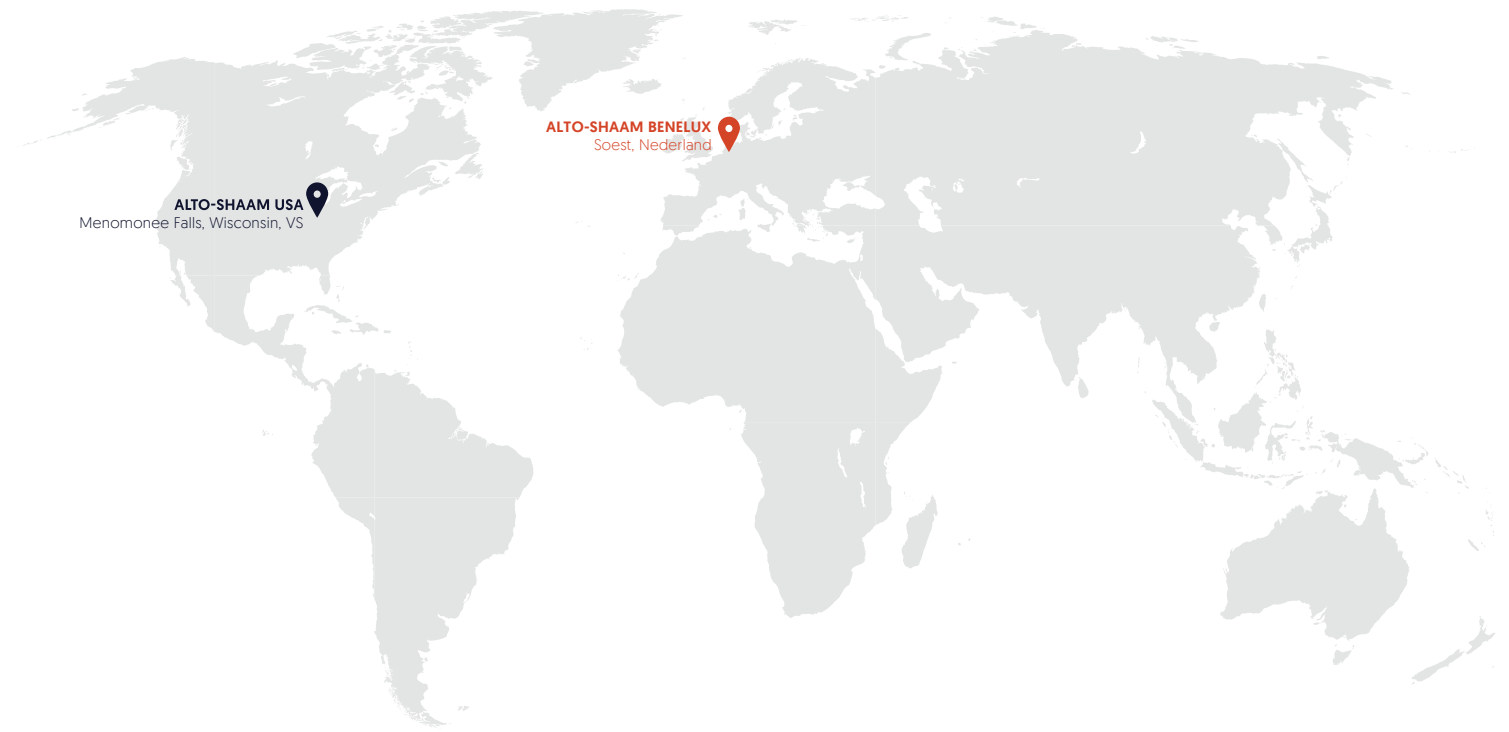 ALTO-SHAAM BENELUX
Soest, Nederland
ALTO-SHAAM USA
Menomonee Falls, Wisconsin, VS